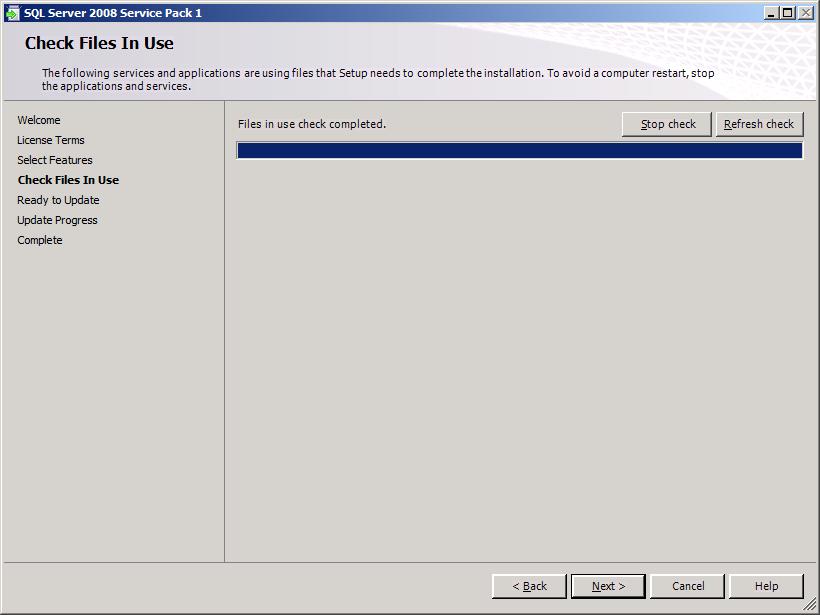 SQL Server 2008 Service Pack 1
Check Files In Use
The following services and applications are using files that Setup needs to complete the installation. To avoid a computer restart, stop
the applications and services.
Welcome
License Terms
Select Features
Check Files In Use
Ready to Update
Update Progress
Complete
Files in use check completed.
Stop check
Refresh check
< Back
Next >
Cancel
Help